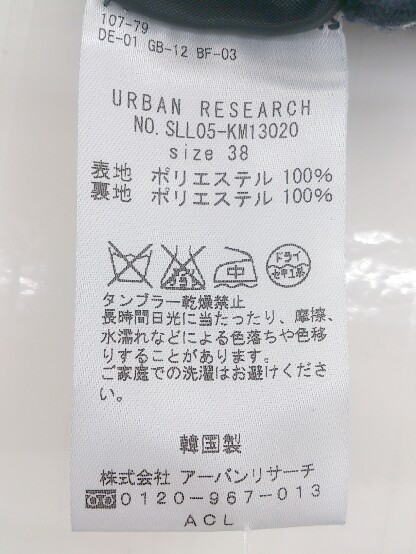 107-79
DE-01 GB-12 BF-03
URBAN RESEARCH
NO.SLL05-KM13020
size 38
表地 ポリエステル 100%
裏地 ポリエステル 100%
中 ドライ
セキユ系
タンブラー乾燥禁止
長時間日光に当たったり、摩擦、
水濡れなどによる色落ちや色移
りすることがあります。
ご家庭での洗濯はお避けくださ
い。
韓国製
株式会社 アーバンリサーチ
0120-967-013
ACL